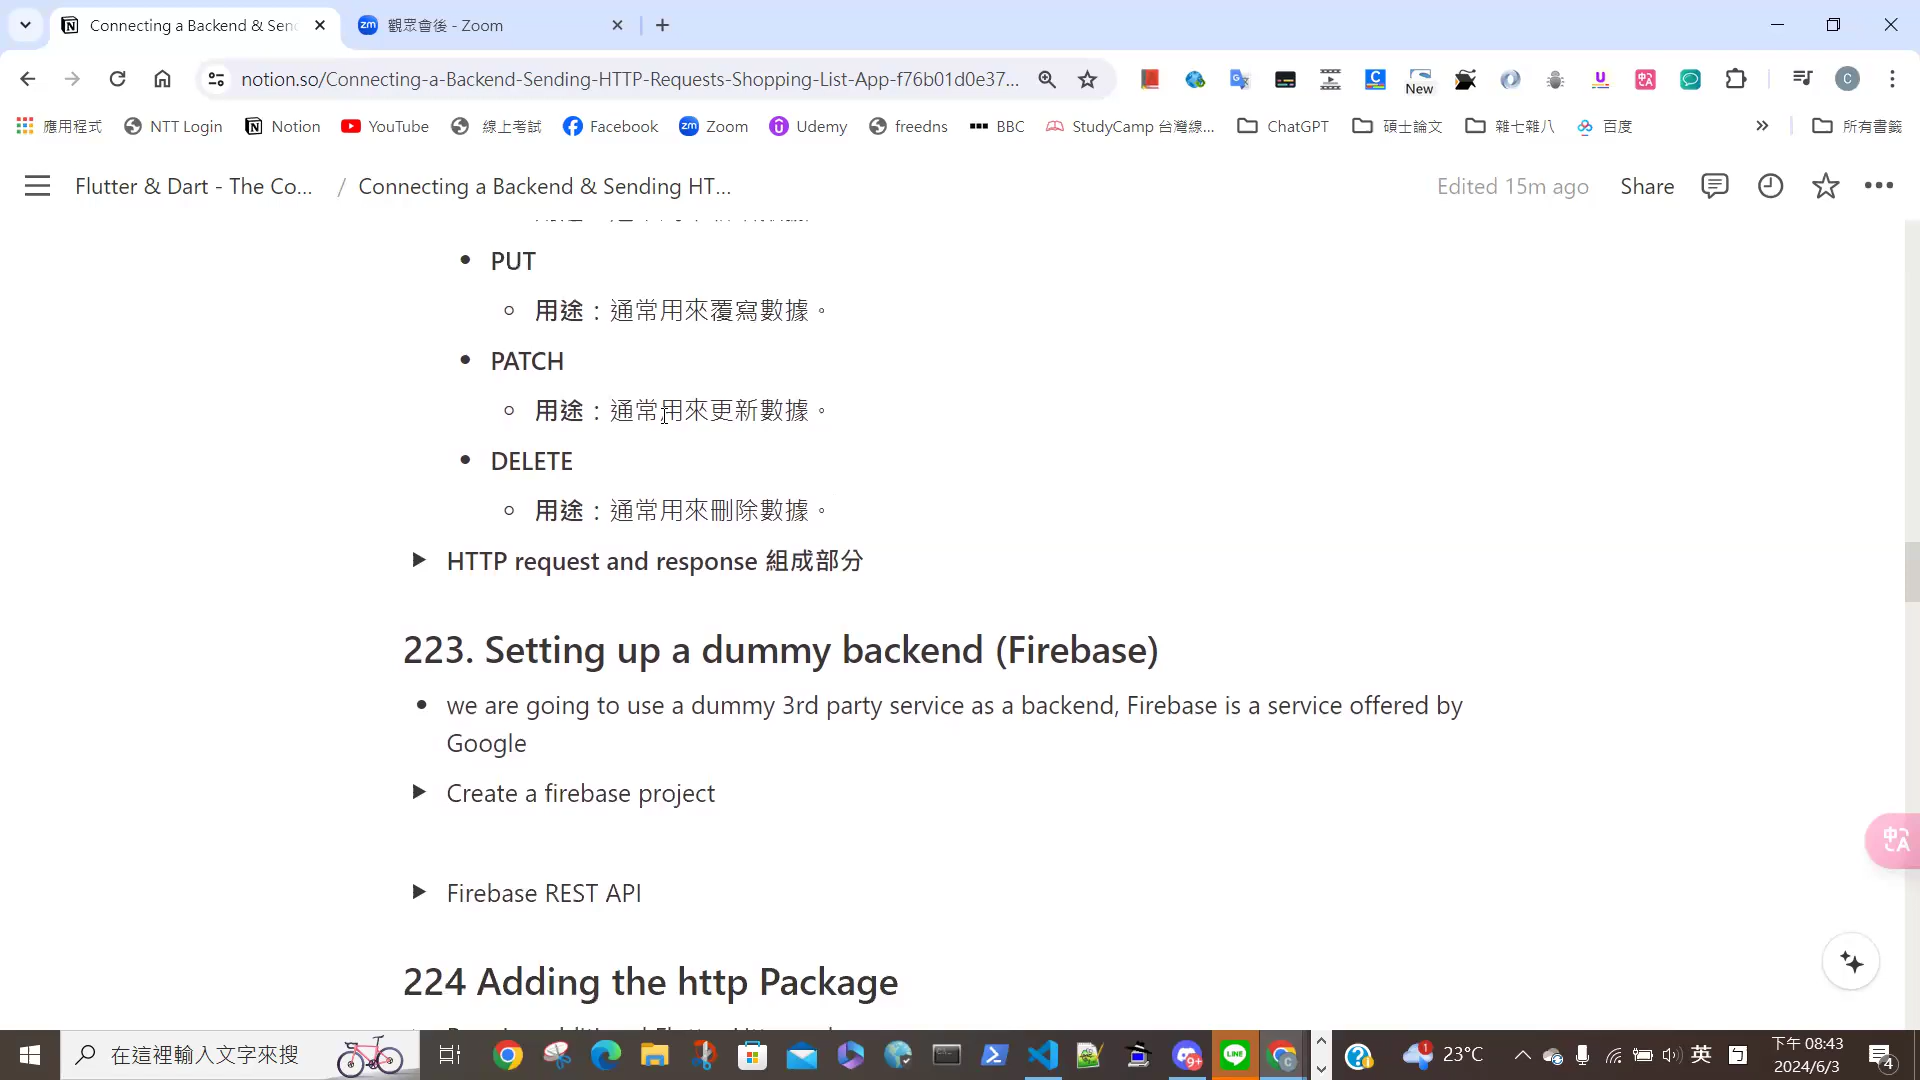 Connecting a Backend & Sen
觀眾會後 - Zoom
notion.so/Connecting-a-Backend-Sending-HTTP-Requests-Shopping-List-App-f76b01d0e37...
New
C
應用程式
NTT Login
Notion
YouTube
線上考試
Facebook
Zoom
Udemy
freedns
BBC
StudyCamp 台灣線...
ChatGPT
碩士論文
雜七雜八
百度
所有書籤
Flutter & Dart - The Co... / Connecting a Backend & Sending HT...
Edited 15m ago
Share
• PUT
◦ 用途：通常用來覆寫數據。
• PATCH
◦ 用途：通常用來更新數據。
• DELETE
◦ 用途：通常用來刪除數據。
HTTP request and response 組成部分
223. Setting up a dummy backend (Firebase)
• we are going to use a dummy 3rd party service as a backend, Firebase is a service offered by
Google
Create a firebase project
Firebase REST API
224 Adding the http Package
在這裡輸入文字來搜
23°C
英
下午 08:43
2024/6/3
4